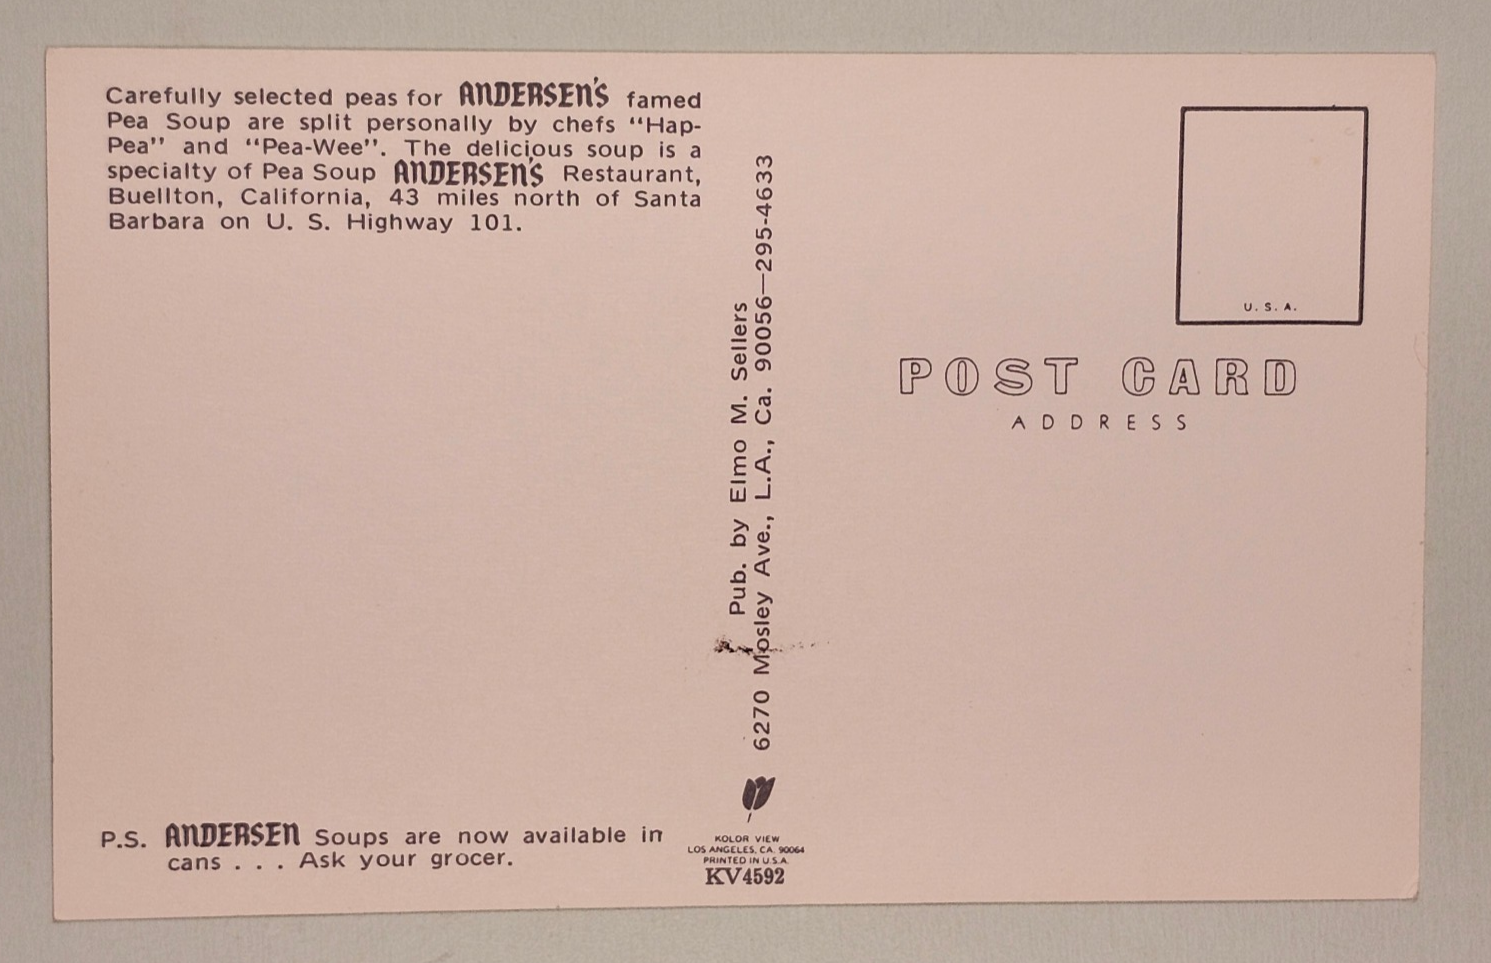 Carefully selected peas for ANDERSEN'S famed
Pea Soup are split personally by chefs “Hap-
Pea” and “Pea-Wee”. The delicious soup is a
specialty of Pea Soup ANDERSEN'S Restaurant,
Buellton, California, 43 miles north of Santa
Barbara on U. S. Highway 101.
P.S. ANDERSEN Soups are now available in
cans . . . Ask your grocer.
Pub. by Elmo M. Sellers
6270 Mosley Ave., L.A., Ca. 90056—295-4633
KOLOR VIEW
LOS ANGELES, CA. 90064
PRINTED IN U.S.A.
KV4592
U. S. A.
POST CARD
ADDRESS